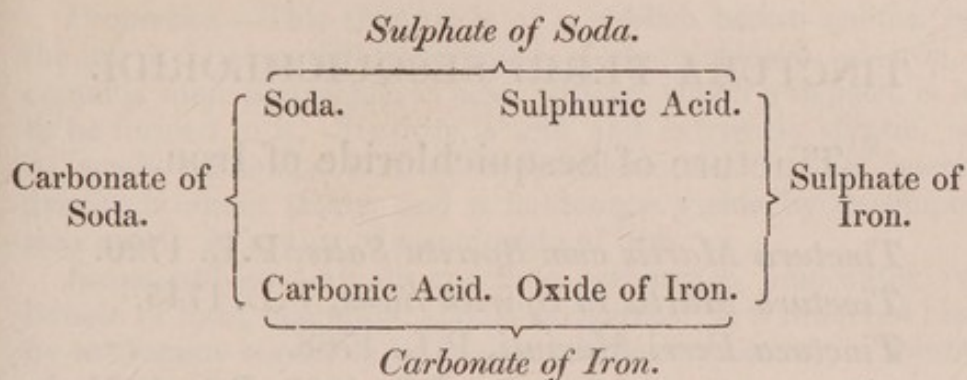 Sulphate of Soda.
Soda. Sulphuric Acid.
Carbonate of Soda.
Sulphate of Iron.
Carbonic Acid. Oxide of Iron.
Carbonate of Iron.